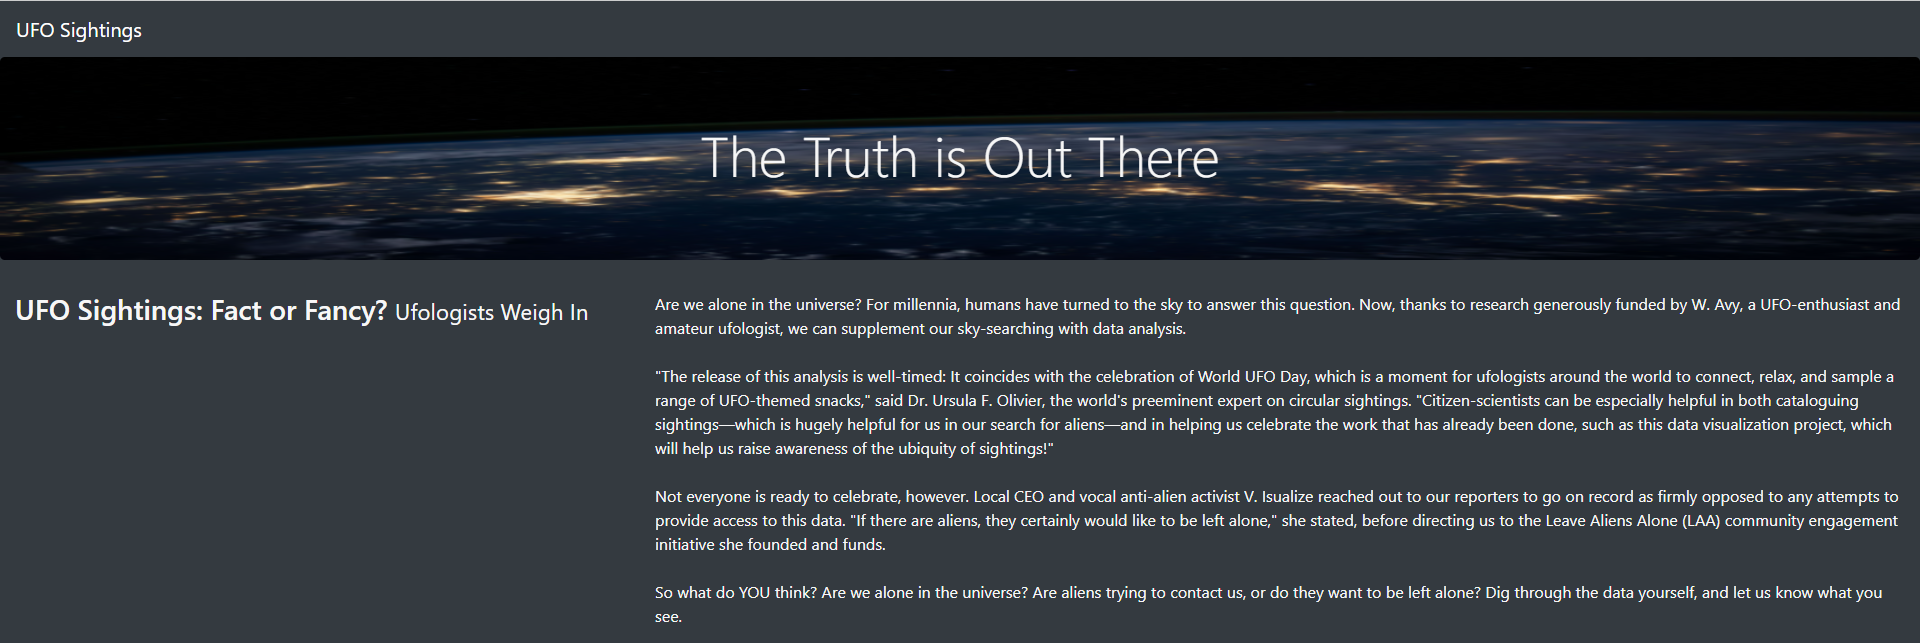 UFO Sightings
The Truth is Out There
UFO Sightings: Fact or Fancy? Ufologists Weigh In
Are we alone in the universe? For millennia, humans have turned to the sky to answer this question. Now, thanks to research generously funded by W. Avy, a UFO-enthusiast and
amateur ufologist, we can supplement our sky-searching with data analysis.
"The release of this analysis is well-timed: It coincides with the celebration of World UFO Day, which is a moment for ufologists around the world to connect, relax, and sample a
range of UFO-themed snacks," said Dr. Ursula F. Olivier, the world's preeminent expert on circular sightings. "Citizen-scientists can be especially helpful in both cataloguing
sightings—which is hugely helpful for us in our search for aliens—and in helping us celebrate the work that has already been done, such as this data visualization project, which
will help us raise awareness of the ubiquity of sightings!"
Not everyone is ready to celebrate, however. Local CEO and vocal anti-alien activist V. Isualize reached out to our reporters to go on record as firmly opposed to any attempts to
provide access to this data. "If there are aliens, they certainly would like to be left alone," she stated, before directing us to the Leave Aliens Alone (LAA) community engagement
initiative she founded and funds.
So what do YOU think? Are we alone in the universe? Are aliens trying to contact us, or do they want to be left alone? Dig through the data yourself, and let us know what you
see.